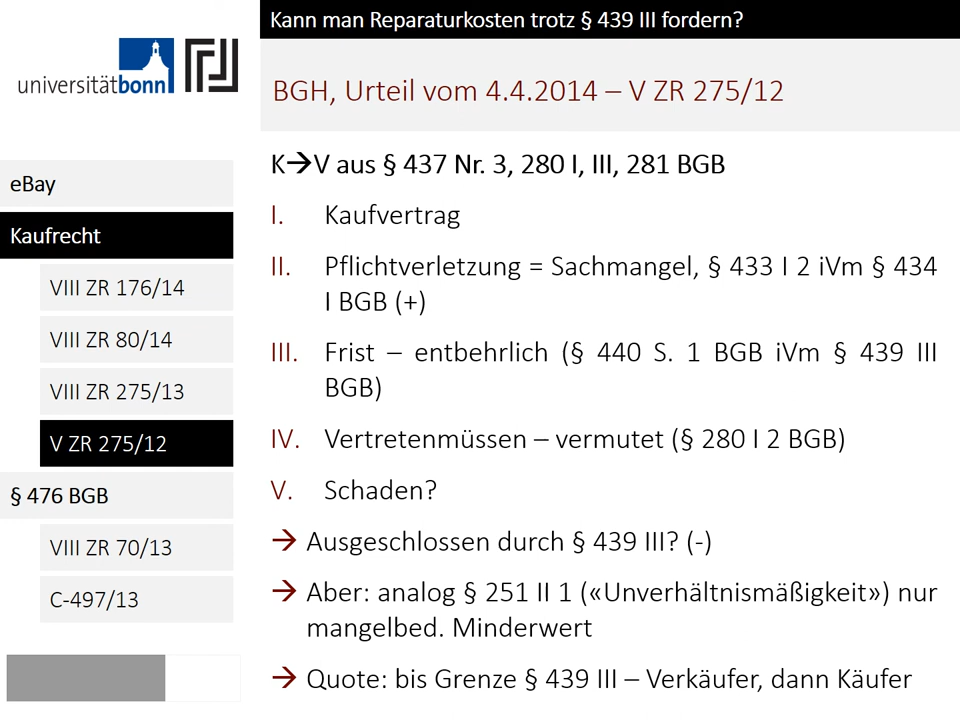 Kann man Reparaturkosten trotz § 439 III fordern?
universitätbonn
BGH, Urteil vom 4.4.2014 – V ZR 275/12
eBay
Kaufrecht
VIII ZR 176/14
VIII ZR 80/14
VIII ZR 275/13
V ZR 275/12
§ 476 BGB
VIII ZR 70/13
C-497/13
K→V aus § 437 Nr. 3, 280 I, III, 281 BGB
I. Kaufvertrag
II. Pflichtverletzung = Sachmangel, § 433 I 2 iVm § 434
I BGB (+)
III. Frist – entbehrlich (§ 440 S. 1 BGB iVm § 439 III
BGB)
IV. Vertretenmüssen – vermutet (§ 280 I 2 BGB)
V. Schaden?
→ Ausgeschlossen durch § 439 III? (-)
→ Aber: analog § 251 II 1 («Unverhältnismäßigkeit») nur
mangelbed. Minderwert
→ Quote: bis Grenze § 439 III – Verkäufer, dann Käufer